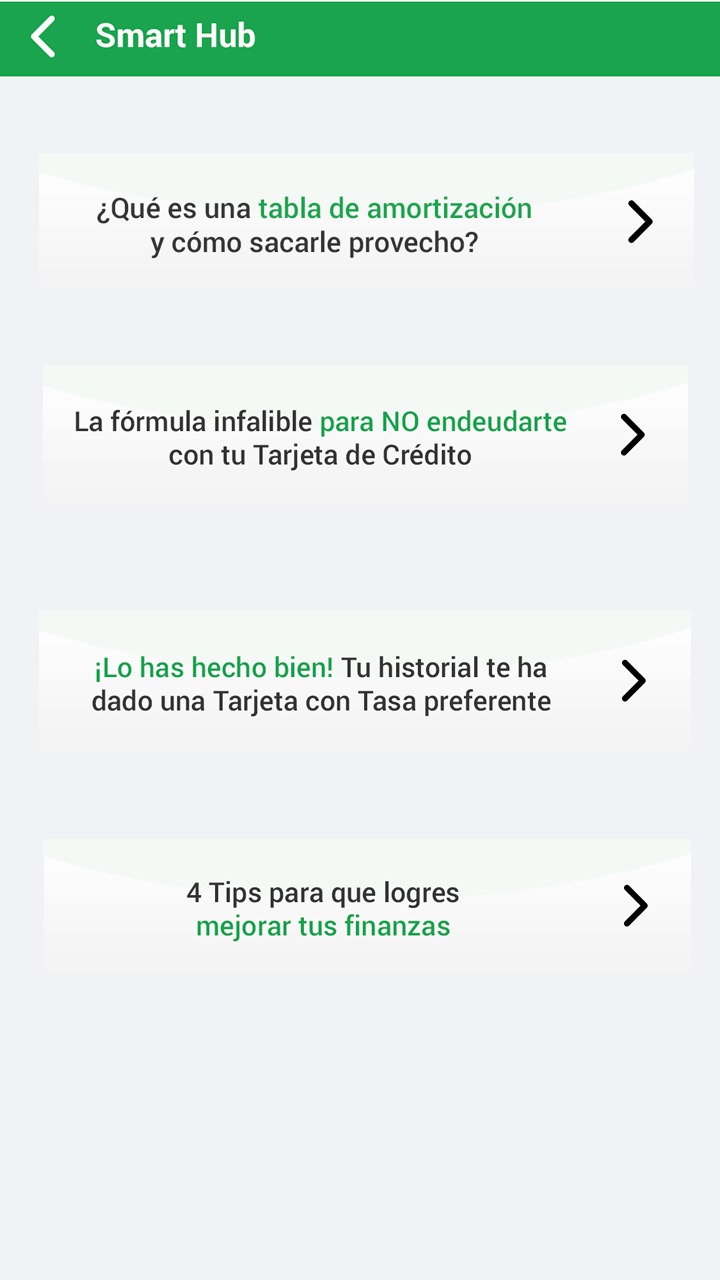 Smart Hub
¿Qué es una tabla de amortización
y cómo sacarle provecho?
La fórmula infalible para NO endeudarte
con tu Tarjeta de Crédito
¡Lo has hecho bien! Tu historial te ha
dado una Tarjeta con Tasa preferente
4 Tips para que logres
mejorar tus finanzas